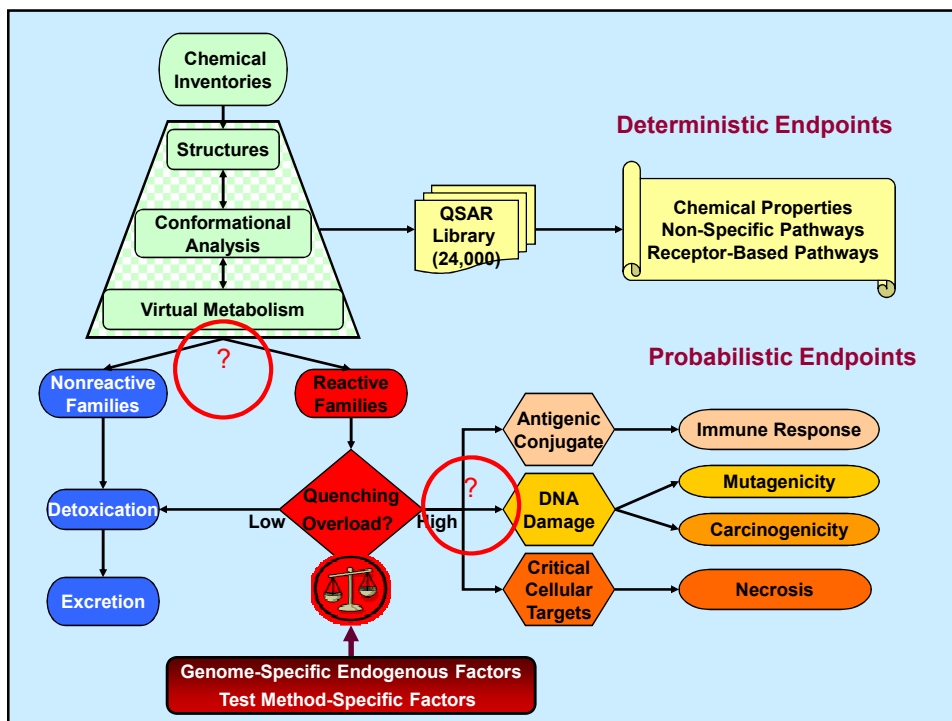 Chemical
Inventories
Structures
Conformational
Analysis
Virtual Metabolism
QSAR
Library
(24,000)
Deterministic Endpoints
Chemical Properties
Non-Specific Pathways
Receptor-Based Pathways
Probabilistic Endpoints
?
Nonreactive
Families
Reactive
Families
Detoxication
Excretion
Low
Quenching
Overload?
High
?
Antigenic
Conjugate
Immune Response
DNA
Damage
Mutagenicity
Carcinogenicity
Critical
Cellular
Targets
Necrosis
Genome-Specific Endogenous Factors
Test Method-Specific Factors